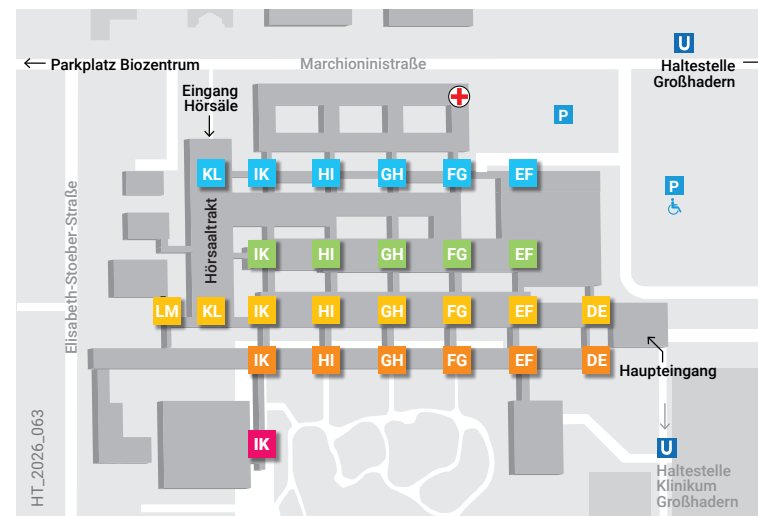 U
Parkplatz Biozentrum
Marchioninistraße
Haltestelle
Großhadern
Eingang
Hörsäle
P
KL IK HI GH FG EF
P
Elisabeth-Stoeber-Straße
Hörsaaltrakt
IK HI GH FG EF
LM KL IK HI GH FG EF DE
IK HI GH FG EF DE
Haupteingang
IK
U
Haltestelle
Klinikum
Großhadern
HT_2026_063